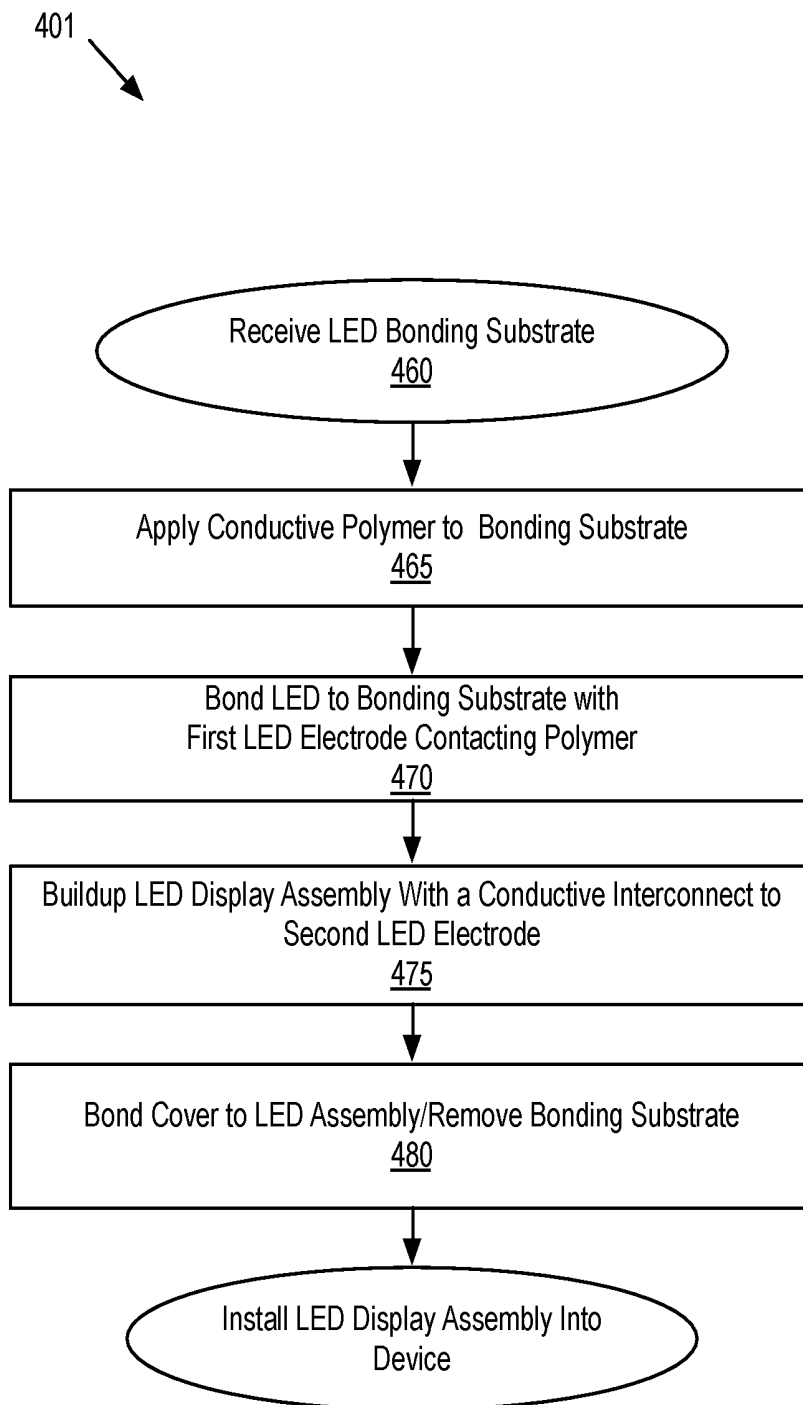 401
Receive LED Bonding Substrate
460
Apply Conductive Polymer to Bonding Substrate
465
Bond LED to Bonding Substrate with
First LED Electrode Contacting Polymer
470
Buildup LED Display Assembly With a Conductive Interconnect to
Second LED Electrode
475
Bond Cover to LED Assembly/Remove Bonding Substrate
480
Install LED Display Assembly Into
Device